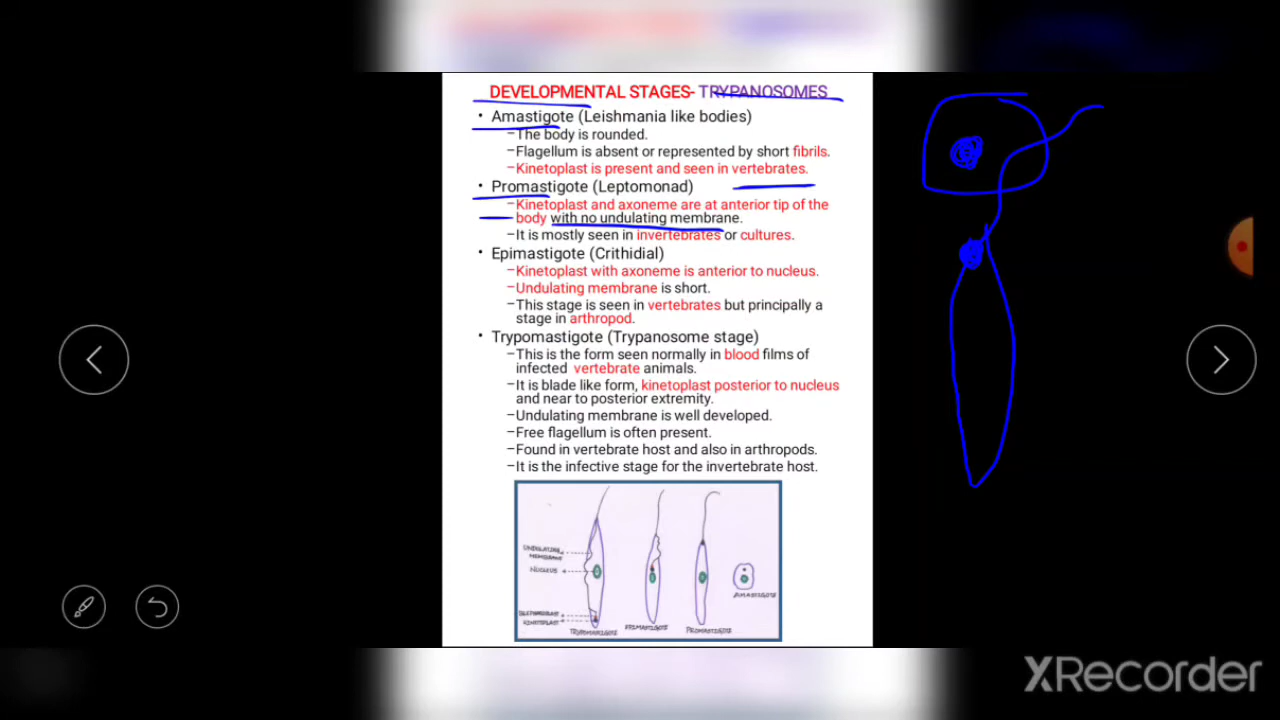 DEVELOPMENTAL STAGES- TRYPANOSOMES
• Amastigote (Leishmania like bodies)
–The body is rounded.
–Flagellum is absent or represented by short fibrils.
–Kinetoplast is present and seen in vertebrates.
• Promastigote (Leptomonad)
–Kinetoplast and axoneme are at anterior tip of the
body with no undulating membrane.
–It is mostly seen in invertebrates or cultures.
• Epimastigote (Crithidial)
–Kinetoplast with axoneme is anterior to nucleus.
–Undulating membrane is short.
–This stage is seen in vertebrates but principally a
stage in arthropod.
• Trypomastigote (Trypanosome stage)
–This is the form seen normally in blood films of
infected vertebrate animals.
–It is blade like form, kinetoplast posterior to nucleus
and near to posterior extremity.
–Undulating membrane is well developed.
–Free flagellum is often present.
–Found in vertebrate host and also in arthropods.
–It is the infective stage for the invertebrate host.
UNDULATING
MEMBRANE
NUCLEUS
KINETOPLAST
TRYPOMASTIGOTE
EPIMASTIGOTE
PROMASTIGOTE
AMASTIGOTE
XRecorder